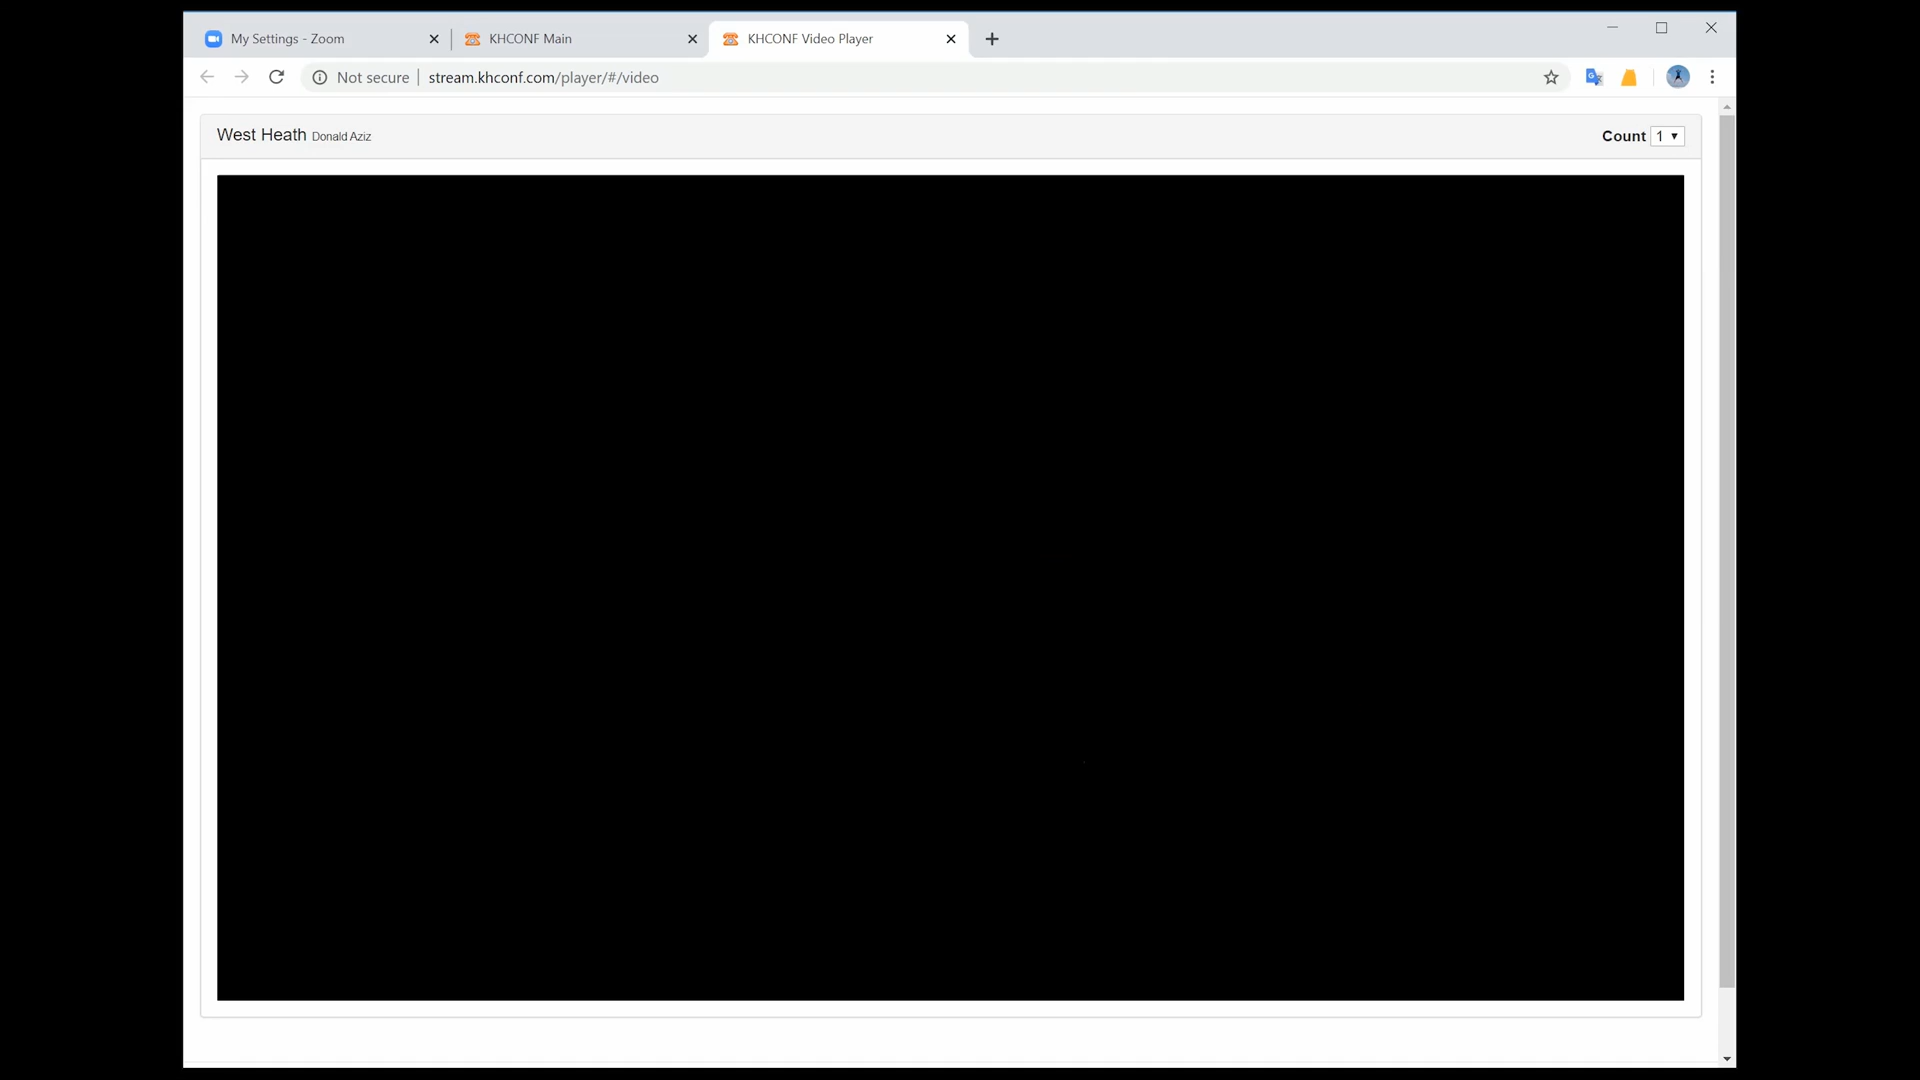 My Settings - Zoom
KHCONF Main
KHCONF Video Player
Not secure
stream.khconf.com/player/#/video
West Heath Donald Aziz
Count 1